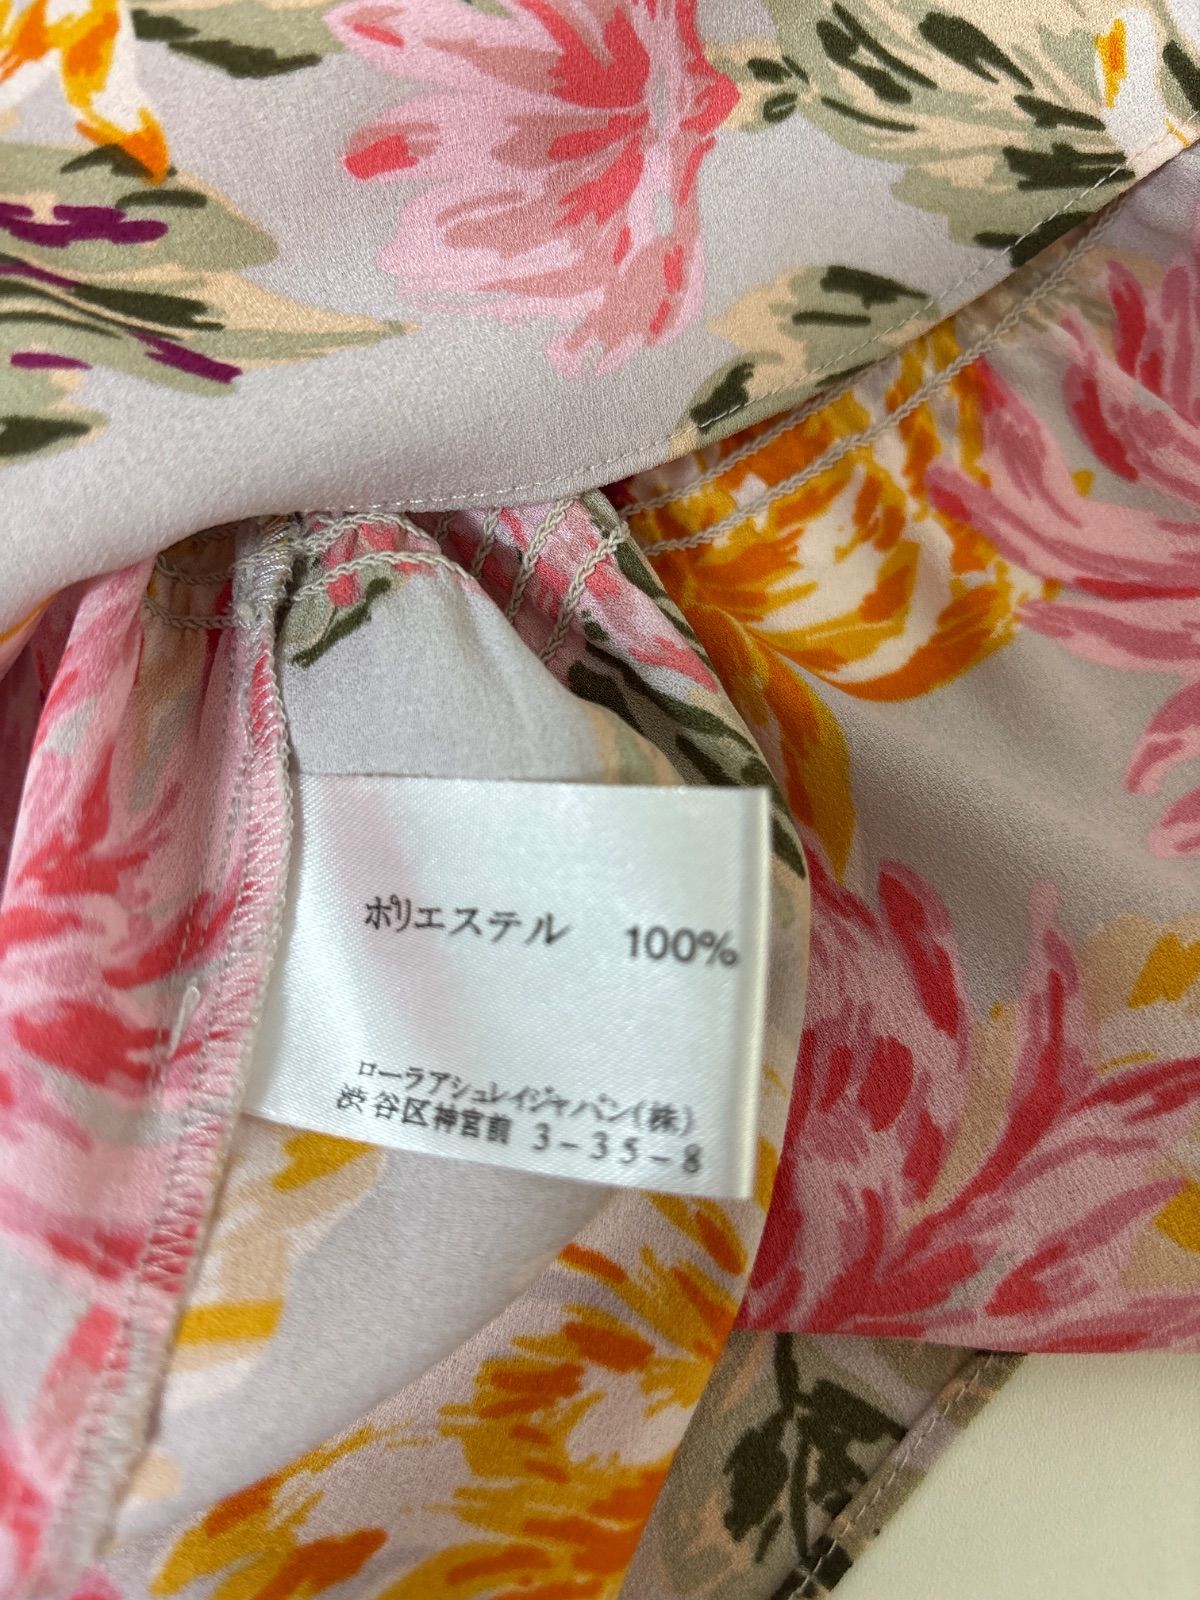 ポリエステル 100%
ローラアシュレイジャパン(株)
渋谷区神宮前 3-35-8